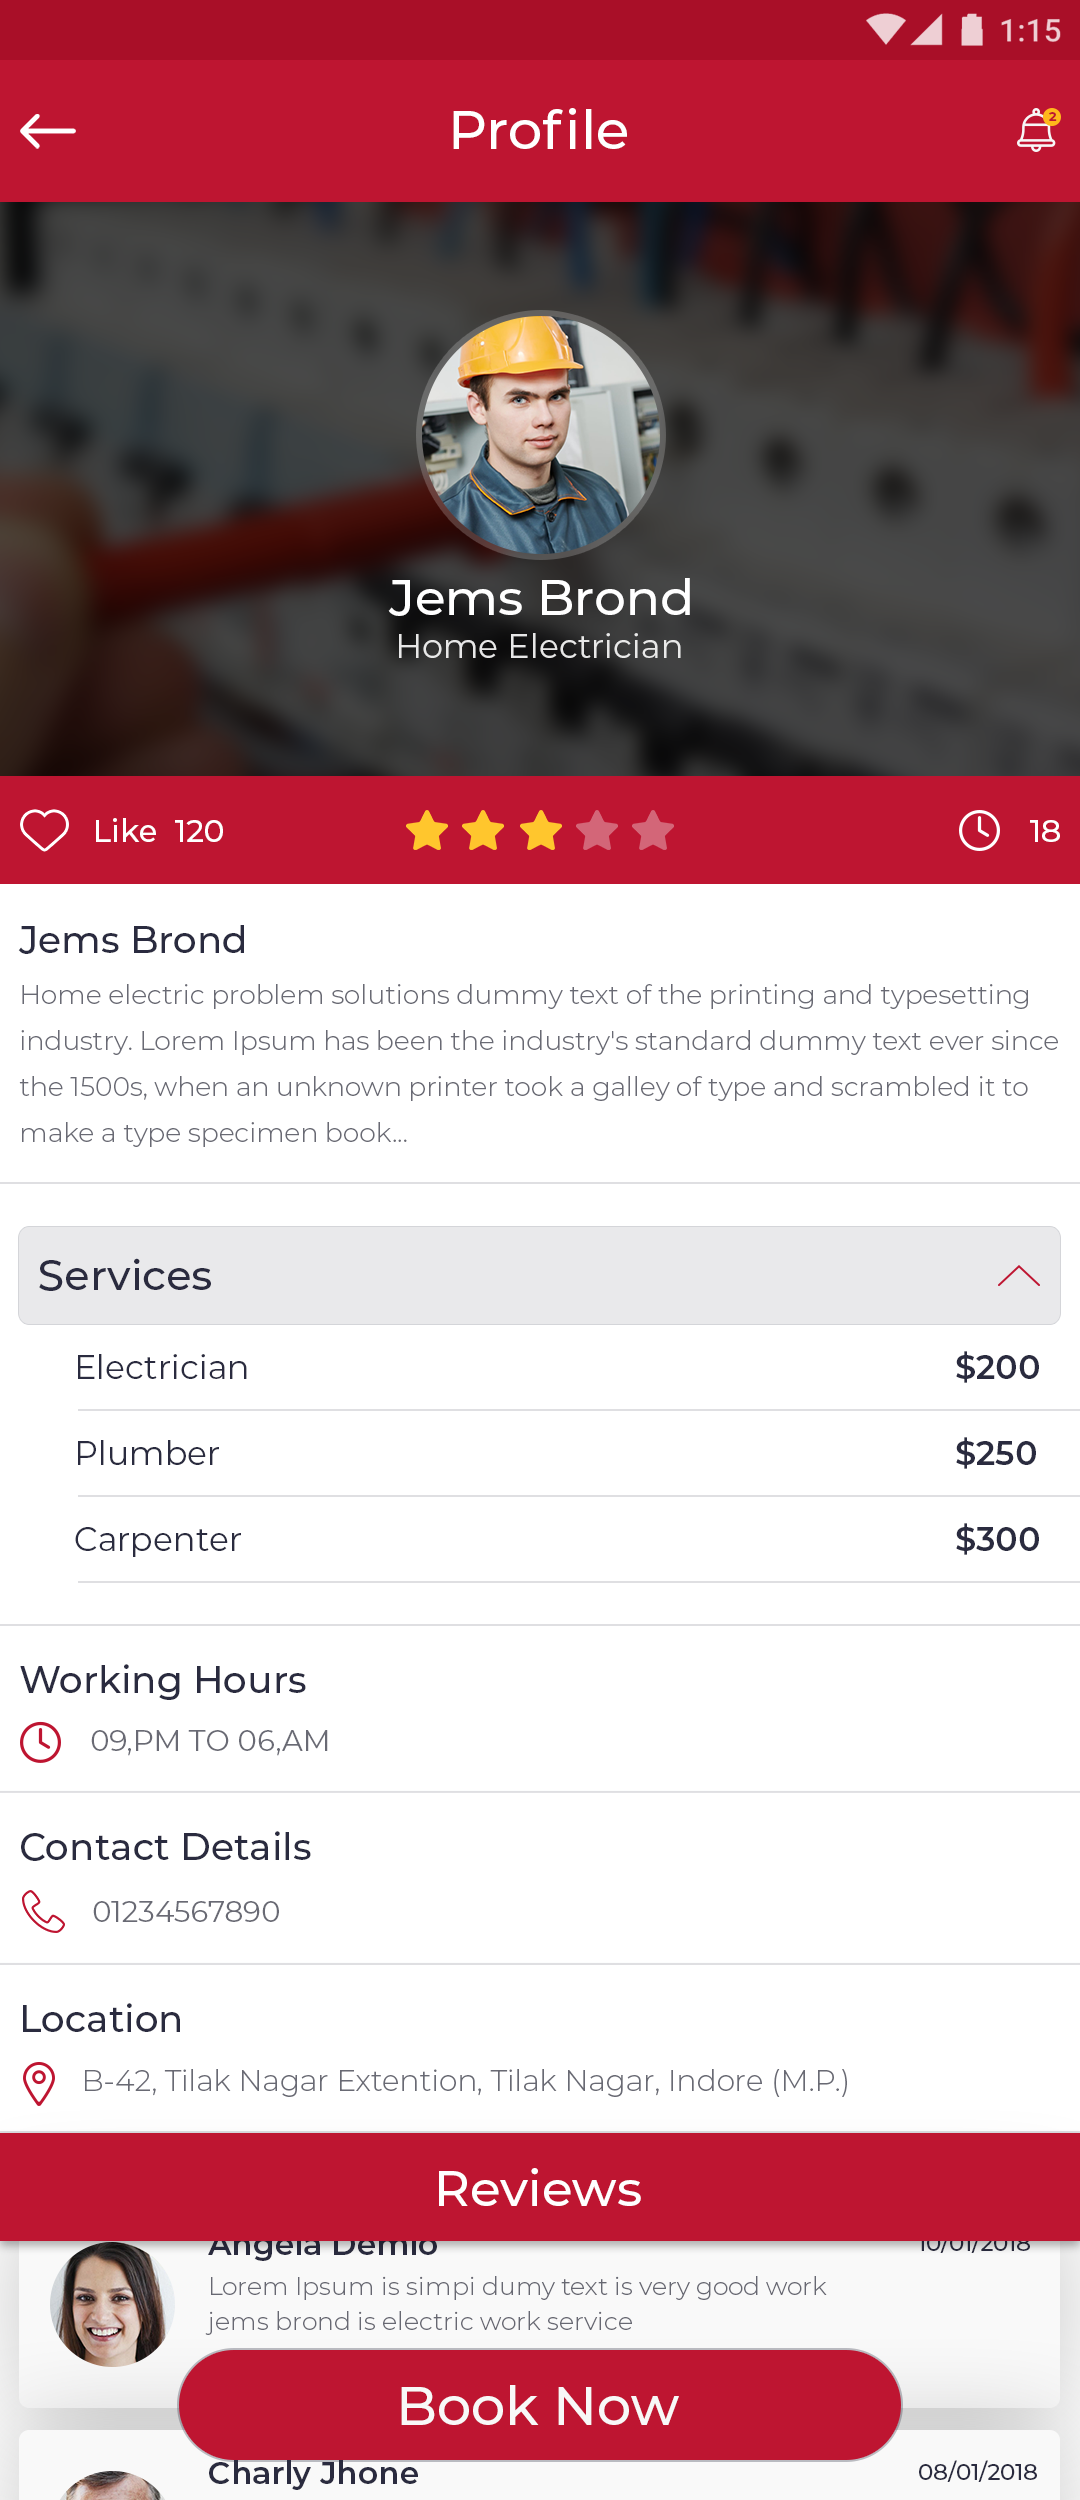 1:15
Profile
2
Jems Brond
Home Electrician
Like 120
18
Jems Brond
Home electric problem solutions dummy text of the printing and typesetting
industry. Lorem Ipsum has been the industry's standard dummy text ever since
the 1500s, when an unknown printer took a galley of type and scrambled it to
make a type specimen book...
Services
Electrician $200
Plumber $250
Carpenter $300
Working Hours
09,PM TO 06,AM
Contact Details
01234567890
Location
B-42, Tilak Nagar Extention, Tilak Nagar, Indore (M.P.)
Reviews
Angela Demio 10/01/2018
Lorem Ipsum is simpi dumy text is very good work
jems brond is electric work service
Book Now
Charly Jhone 08/01/2018